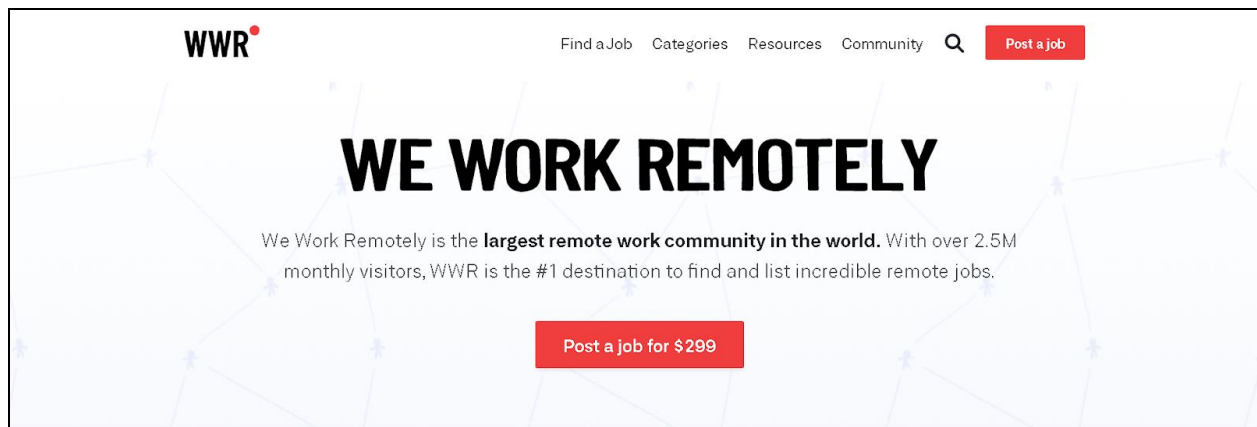 WWR
Find a Job Categories Resources Community Post a job
WE WORK REMOTELY
We Work Remotely is the largest remote work community in the world. With over 2.5M
monthly visitors, WWR is the #1 destination to find and list incredible remote jobs.
Post a job for $299